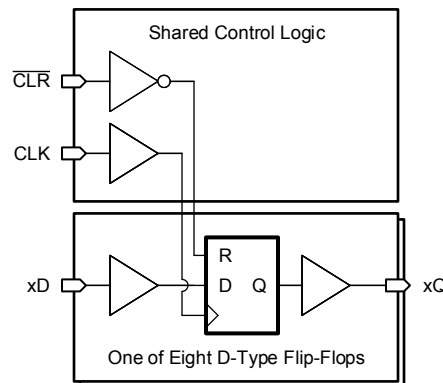 Shared Control Logic
CLR
CLK
R
xD
D Q
xQ
One of Eight D-Type Flip-Flops